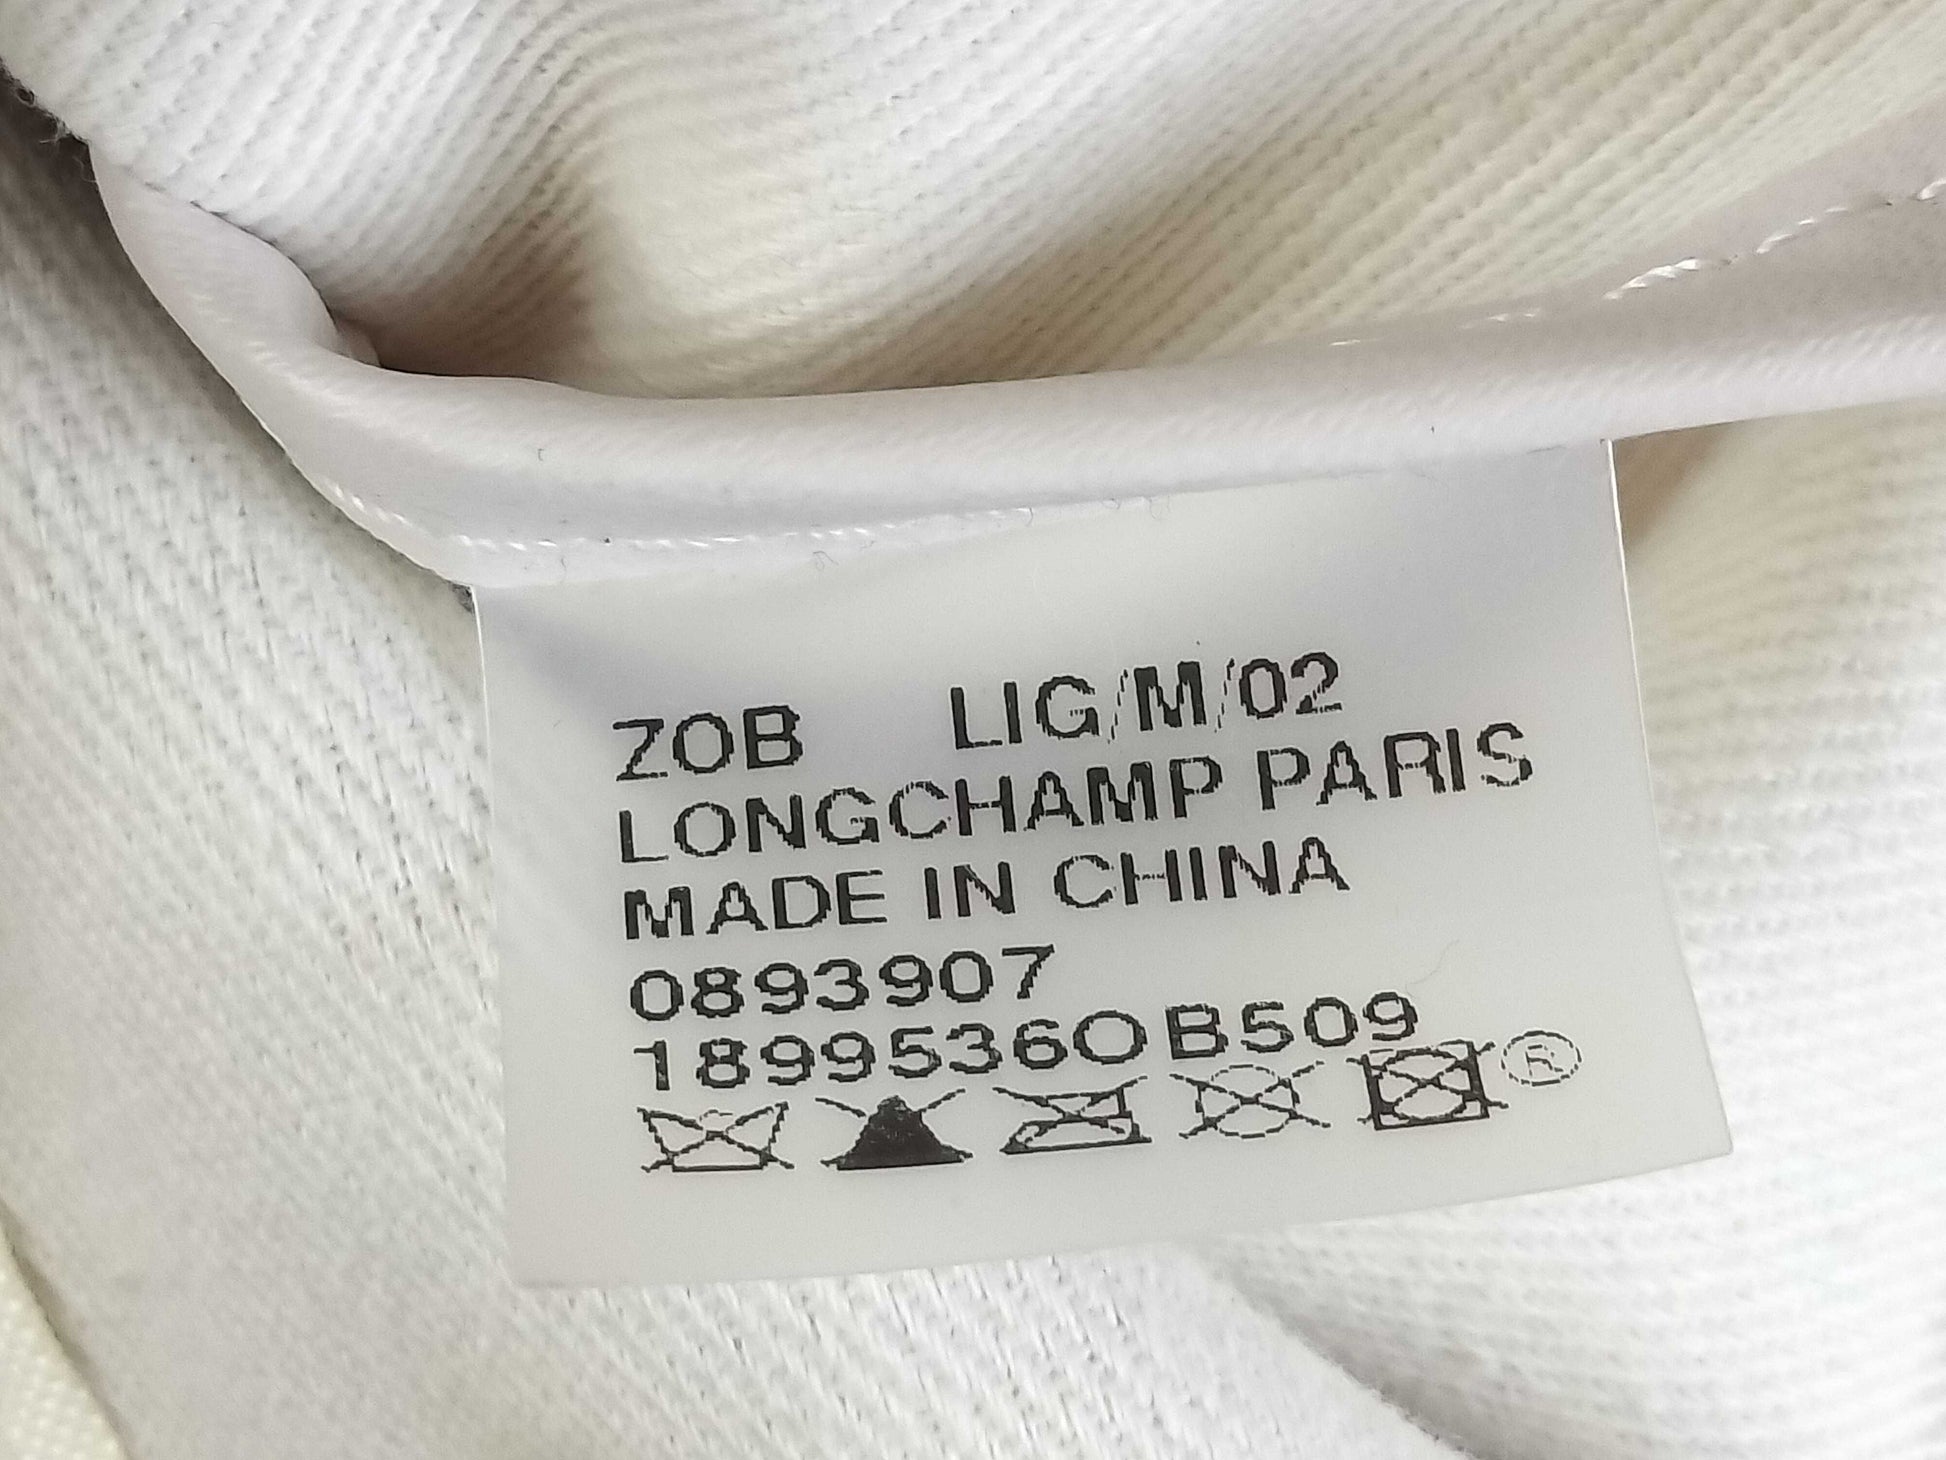 ZOB LIG/M/02
LONGCHAMP PARIS
MADE IN CHINA
0893907
1899536OB509
®